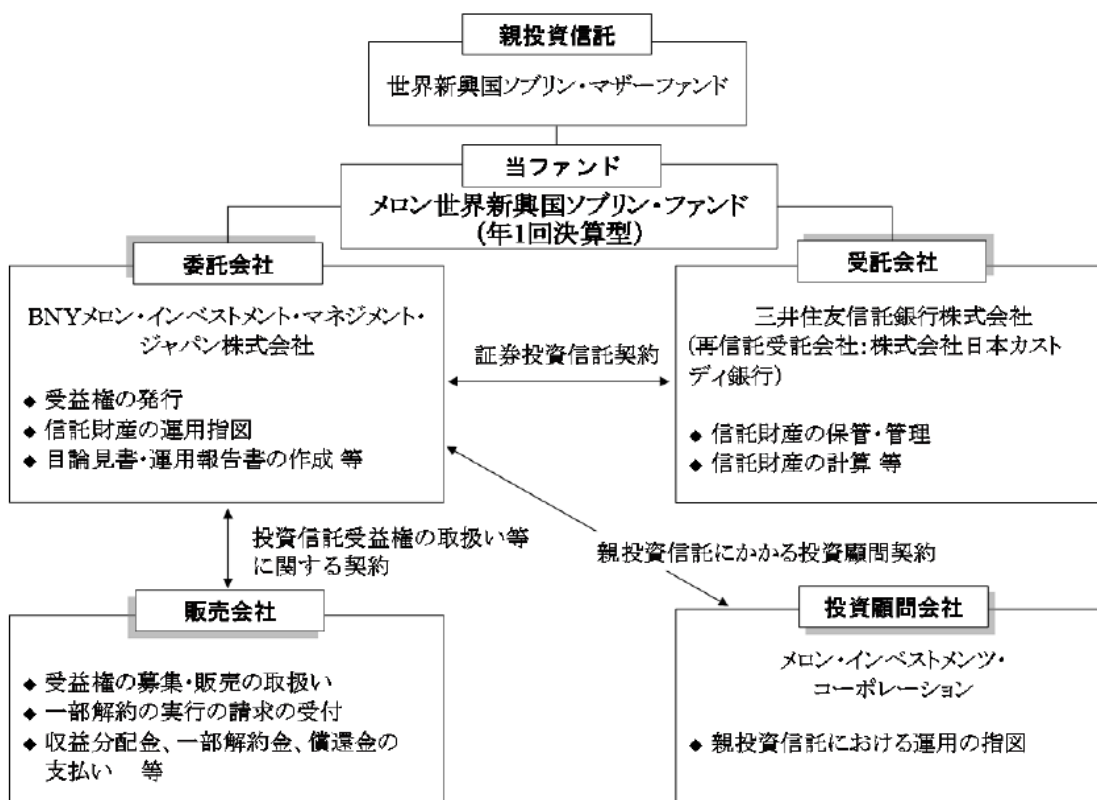 親投資信託
世界新興国ソブリン・マザーファンド
当ファンド
メロン世界新興国ソブリン・ファンド
(年1回決算型)
委託会社
BNYメロン・インベストメント・マネジメント・
ジャパン株式会社
◆ 受益権の発行
◆ 信託財産の運用指図
◆ 目論見書・運用報告書の作成 等
証券投資信託契約
受託会社
三井住友信託銀行株式会社
(再信託受託会社:株式会社日本カスト
ディ銀行)
◆ 信託財産の保管・管理
◆ 信託財産の計算 等
投資信託受益権の取扱い等
に関する契約
親投資信託にかかる投資顧問契約
販売会社
◆ 受益権の募集・販売の取扱い
◆ 一部解約の実行の請求の受付
◆ 収益分配金、一部解約金、償還金の
支払い 等
投資顧問会社
メロン・インベストメンツ・
コーポレーション
◆ 親投資信託における運用の指図